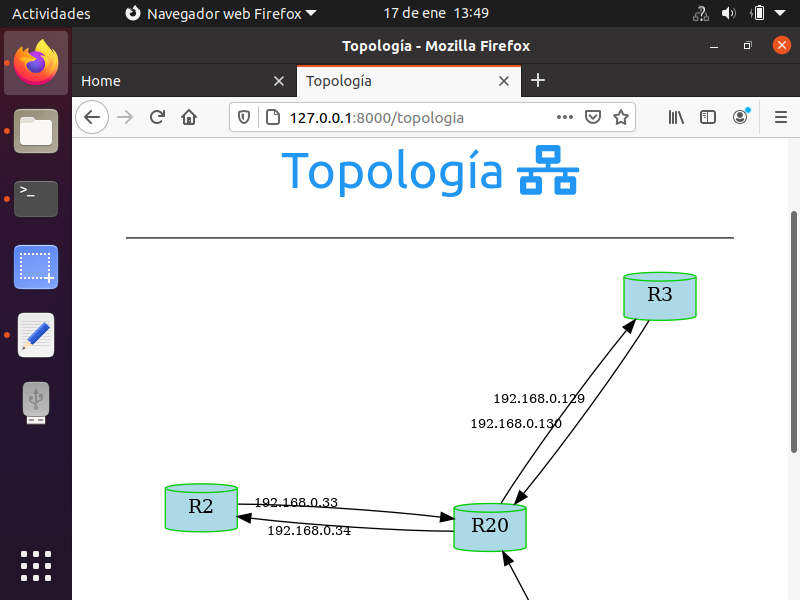 Actividades Navegador web Firefox 17 de ene 13:49
Topología - Mozilla Firefox
Home Topología
127.0.0.1:8000/topologia
Topología
R3
192.168.0.129
192.168.0.130
R2 192.168.0.33
R20
192.168.0.34